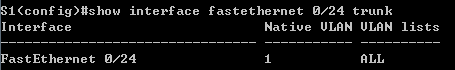 S1(config)#show interface fastethernet 0/24 trunk
Interface Native VLAN VLAN lists
------------------------------ ----------- ----------
FastEthernet 0/24 1 ALL